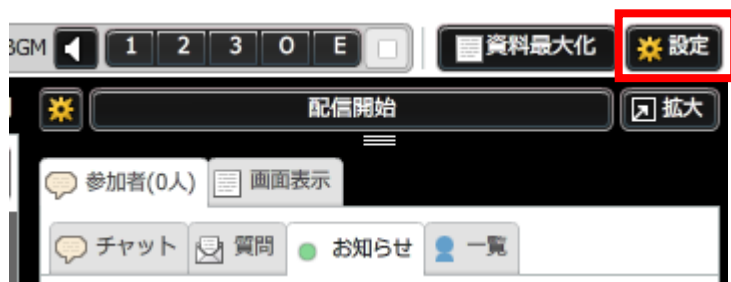 BGM 1 2 3 O E 資料最大化 設定
配信開始 拡大
参加者(0人) 画面表示
チャット 質問 お知らせ 一覧